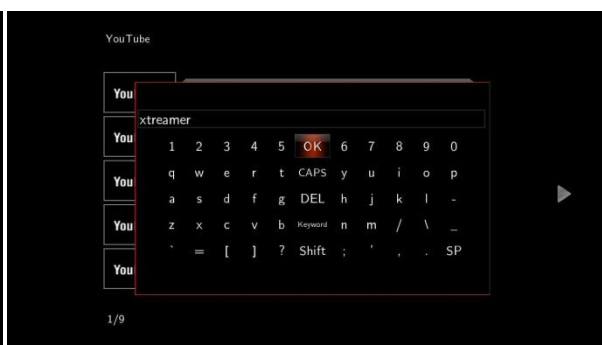 YouTube
You
xtreamer
1 2 3 4 5 OK 6 7 8 9 0
You
q w e r t CAPS y u i o p
You
a s d f g DEL h j k l -
You
z x c v b Keyword n m / \ _
` = [ ] ? Shift ; ' , . SP
You
1/9